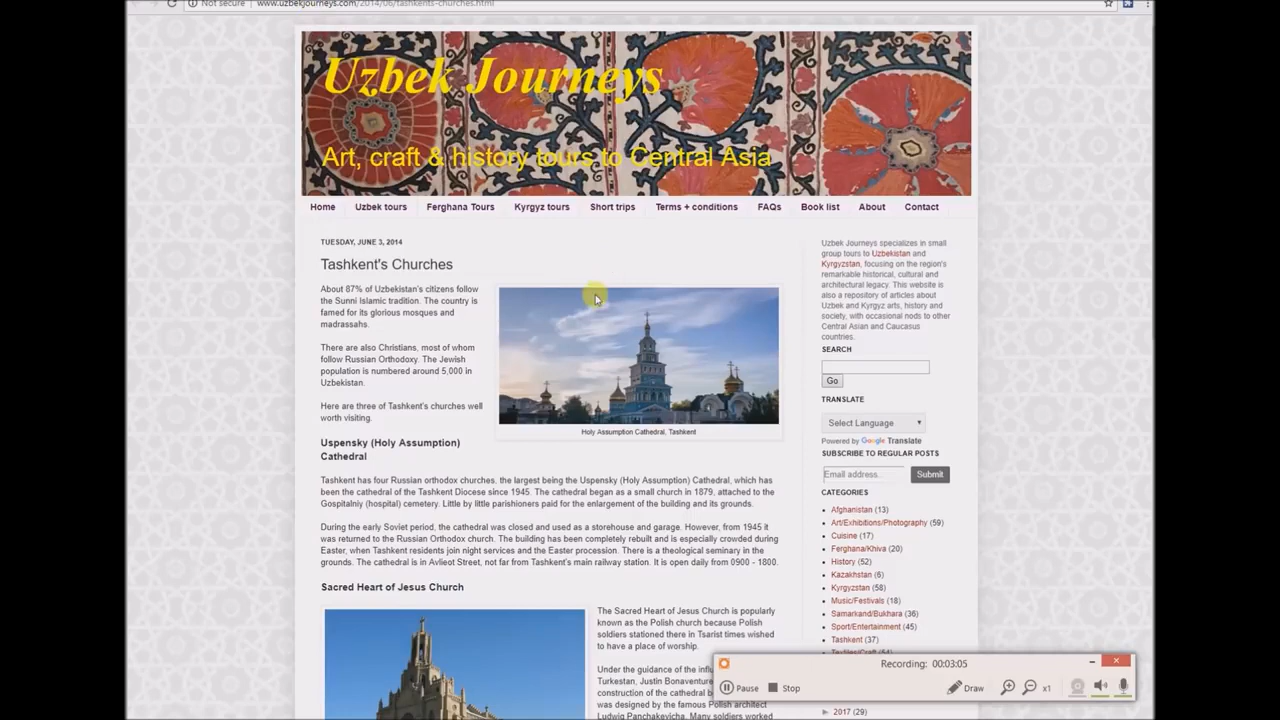 Not secure www.uzbekjourneys.com/2014/06/tashkents-churches.html
Uzbek Journeys
Art, craft & history tours to Central Asia
Home Uzbek tours Ferghana Tours Kyrgyz tours Short trips Terms + conditions FAQs Book list About Contact
TUESDAY, JUNE 3, 2014
Tashkent's Churches
About 87% of Uzbekistan's citizens follow
the Sunni Islamic tradition. The country is
famed for its glorious mosques and
madrassahs.
There are also Christians, most of whom
follow Russian Orthodoxy. The Jewish
population is numbered around 5,000 in
Uzbekistan.
Here are three of Tashkent's churches well
worth visiting.
Holy Assumption Cathedral, Tashkent
Uspensky (Holy Assumption)
Cathedral
Tashkent has four Russian orthodox churches. the largest being the Uspensky (Holy Assumption) Cathedral, which has
been the cathedral of the Tashkent Diocese since 1945. The cathedral began as a small church in 1879, attached to the
Gospitalniy (hospital) cemetery. Little by little parishioners paid for the enlargement of the building and its grounds.
During the early Soviet period, the cathedral was closed and used as a storehouse and garage. However, from 1945 it
was returned to the Russian Orthodox church. The building has been completely rebuilt and is especially crowded during
Easter, when Tashkent residents join night services and the Easter procession. There is a theological seminary in the
grounds. The cathedral is in Avlieot Street, not far from Tashkent's main railway station. It is open daily from 0900 - 1800.
Sacred Heart of Jesus Church
The Sacred Heart of Jesus Church is popularly
known as the Polish church because Polish
soldiers stationed there in Tsarist times wished
to have a place of worship.
Under the guidance of the
Turkestan, Justin Bonaventure
construction of the cathedral
was designed by the famous Polish architect
Ludwig Panchakevicha. Many soldiers worked
Uzbek Journeys specializes in small
group tours to Uzbekistan and
Kyrgyzstan, focusing on the region's
remarkable historical, cultural and
architectural legacy. This website is
also a repository of articles about
Uzbek and Kyrgyz arts, history and
society, with occasional nods to other
Central Asian and Caucasus
countries.
SEARCH
Go
TRANSLATE
Select Language
Powered by Google Translate
SUBSCRIBE TO REGULAR POSTS
Email address... Submit
CATEGORIES
Afghanistan (13)
Art/Exhibitions/Photography (59)
Cuisine (17)
Ferghana/Khiva (20)
History (52)
Kazakhstan (6)
Kyrgyzstan (58)
Music/Festivals (18)
Samarkand/Bukhara (36)
Sport/Entertainment (45)
Tashkent (37)
Textiles/Craft (54)
2017 (29)
Recording: 00:03:05
Pause Stop Draw x1